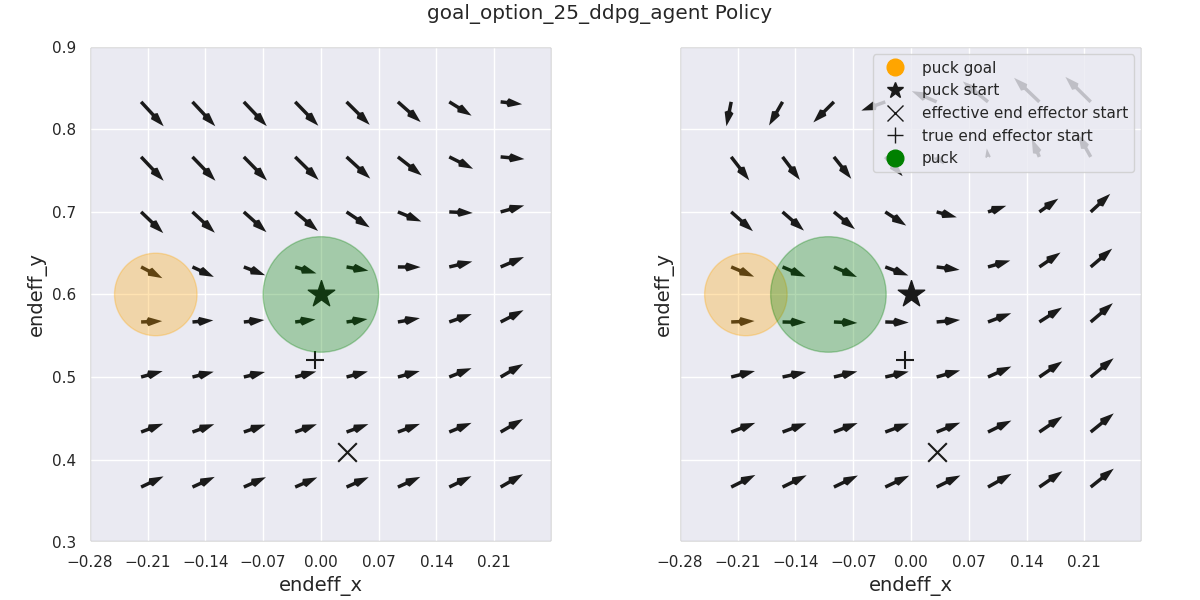 goal_option_25_ddpg_agent Policy
endeff_y
0.9
0.8
0.7
0.6
0.5
0.4
0.3
−0.28 −0.21 −0.14 −0.07 0.00 0.07 0.14 0.21
endeff_x
puck goal
puck start
effective end effector start
true end effector start
puck
endeff_y
−0.28 −0.21 −0.14 −0.07 0.00 0.07 0.14 0.21
endeff_x